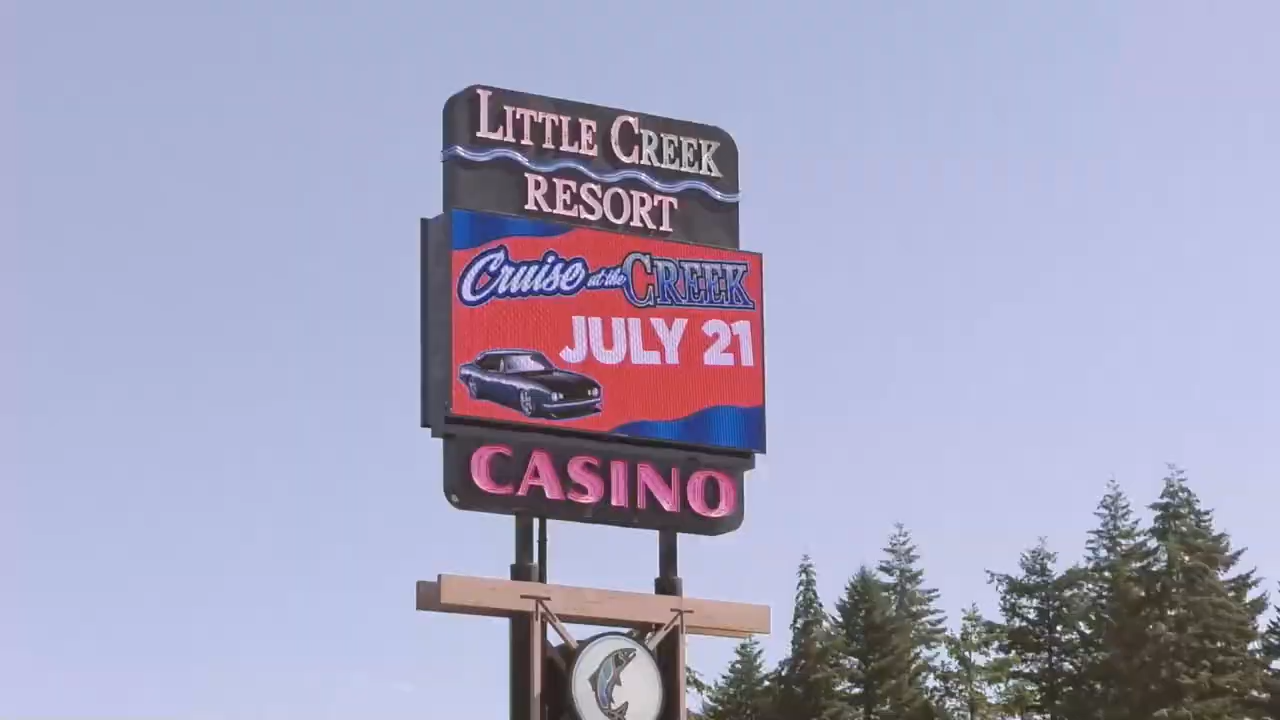 LITTLE CREEK
RESORT
Cruise at the CREEK
JULY 21
CASINO